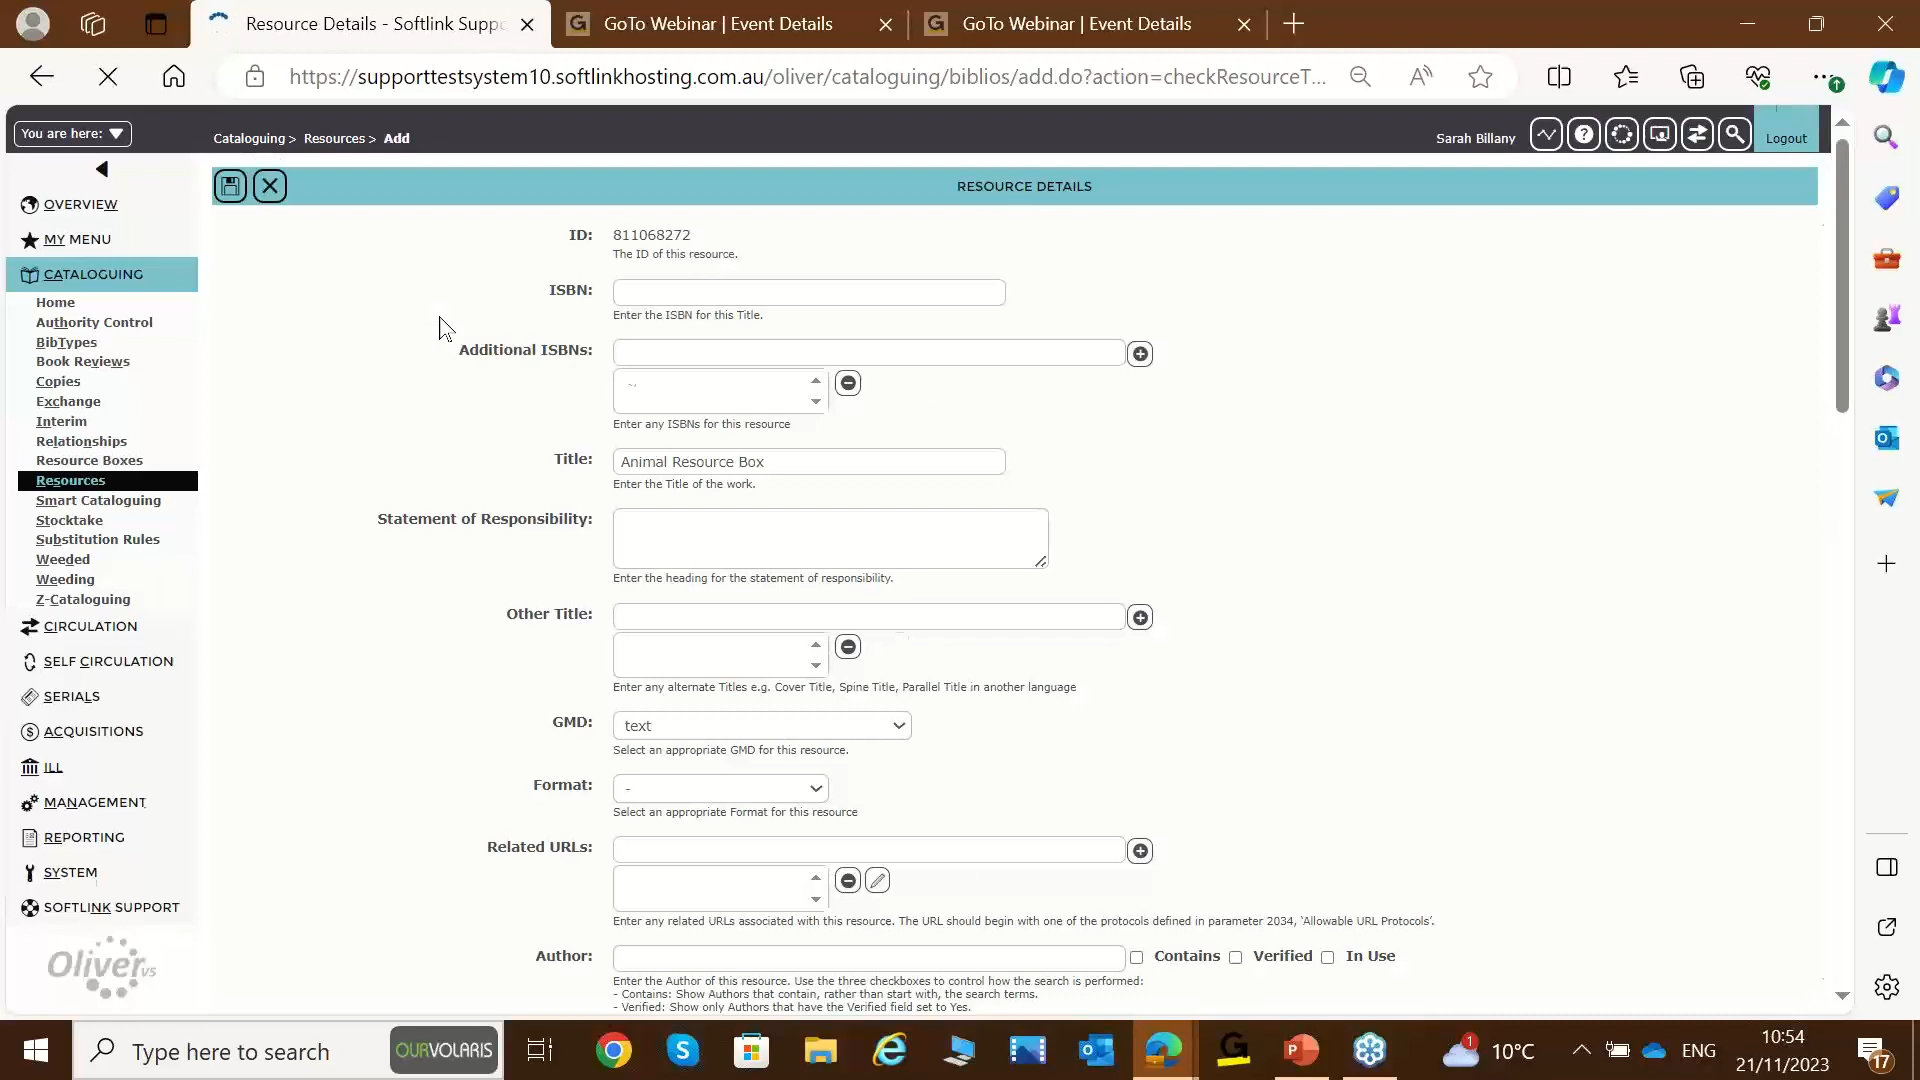 Resource Details - Softlink Suppo
GoTo Webinar | Event Details
GoTo Webinar | Event Details
https://supporttestsystem10.softlinkhosting.com.au/oliver/cataloguing/biblios/add.do?action=checkResourceT...
You are here:
Cataloguing > Resources > Add
Sarah Billany
Logout
RESOURCE DETAILS
OVERVIEW
MY MENU
CATALOGUING
Home
Authority Control
BibTypes
Book Reviews
Copies
Exchange
Interim
Relationships
Resource Boxes
Resources
Smart Cataloguing
Stocktake
Substitution Rules
Weeded
Weeding
Z-Cataloguing
CIRCULATION
SELF CIRCULATION
SERIALS
ACQUISITIONS
ILL
MANAGEMENT
REPORTING
SYSTEM
SOFTLINK SUPPORT
Oliver v5
ID: 811068272
The ID of this resource.
ISBN:
Enter the ISBN for this Title.
Additional ISBNs:
Enter any ISBNs for this resource
Title: Animal Resource Box
Enter the Title of the work.
Statement of Responsibility:
Enter the heading for the statement of responsibility.
Other Title:
Enter any alternate Titles e.g. Cover Title, Spine Title, Parallel Title in another language
GMD: text
Select an appropriate GMD for this resource.
Format: -
Select an appropriate Format for this resource
Related URLs:
Enter any related URLs associated with this resource. The URL should begin with one of the protocols defined in parameter 2034, 'Allowable URL Protocols'.
Author: Contains Verified In Use
Enter the Author of this resource. Use the three checkboxes to control how the search is performed:
- Contains: Show Authors that contain, rather than start with, the search terms.
- Verified: Show only Authors that have the Verified field set to Yes.
Type here to search
OURVOLARIS
1
10°C
ENG
10:54
21/11/2023
17